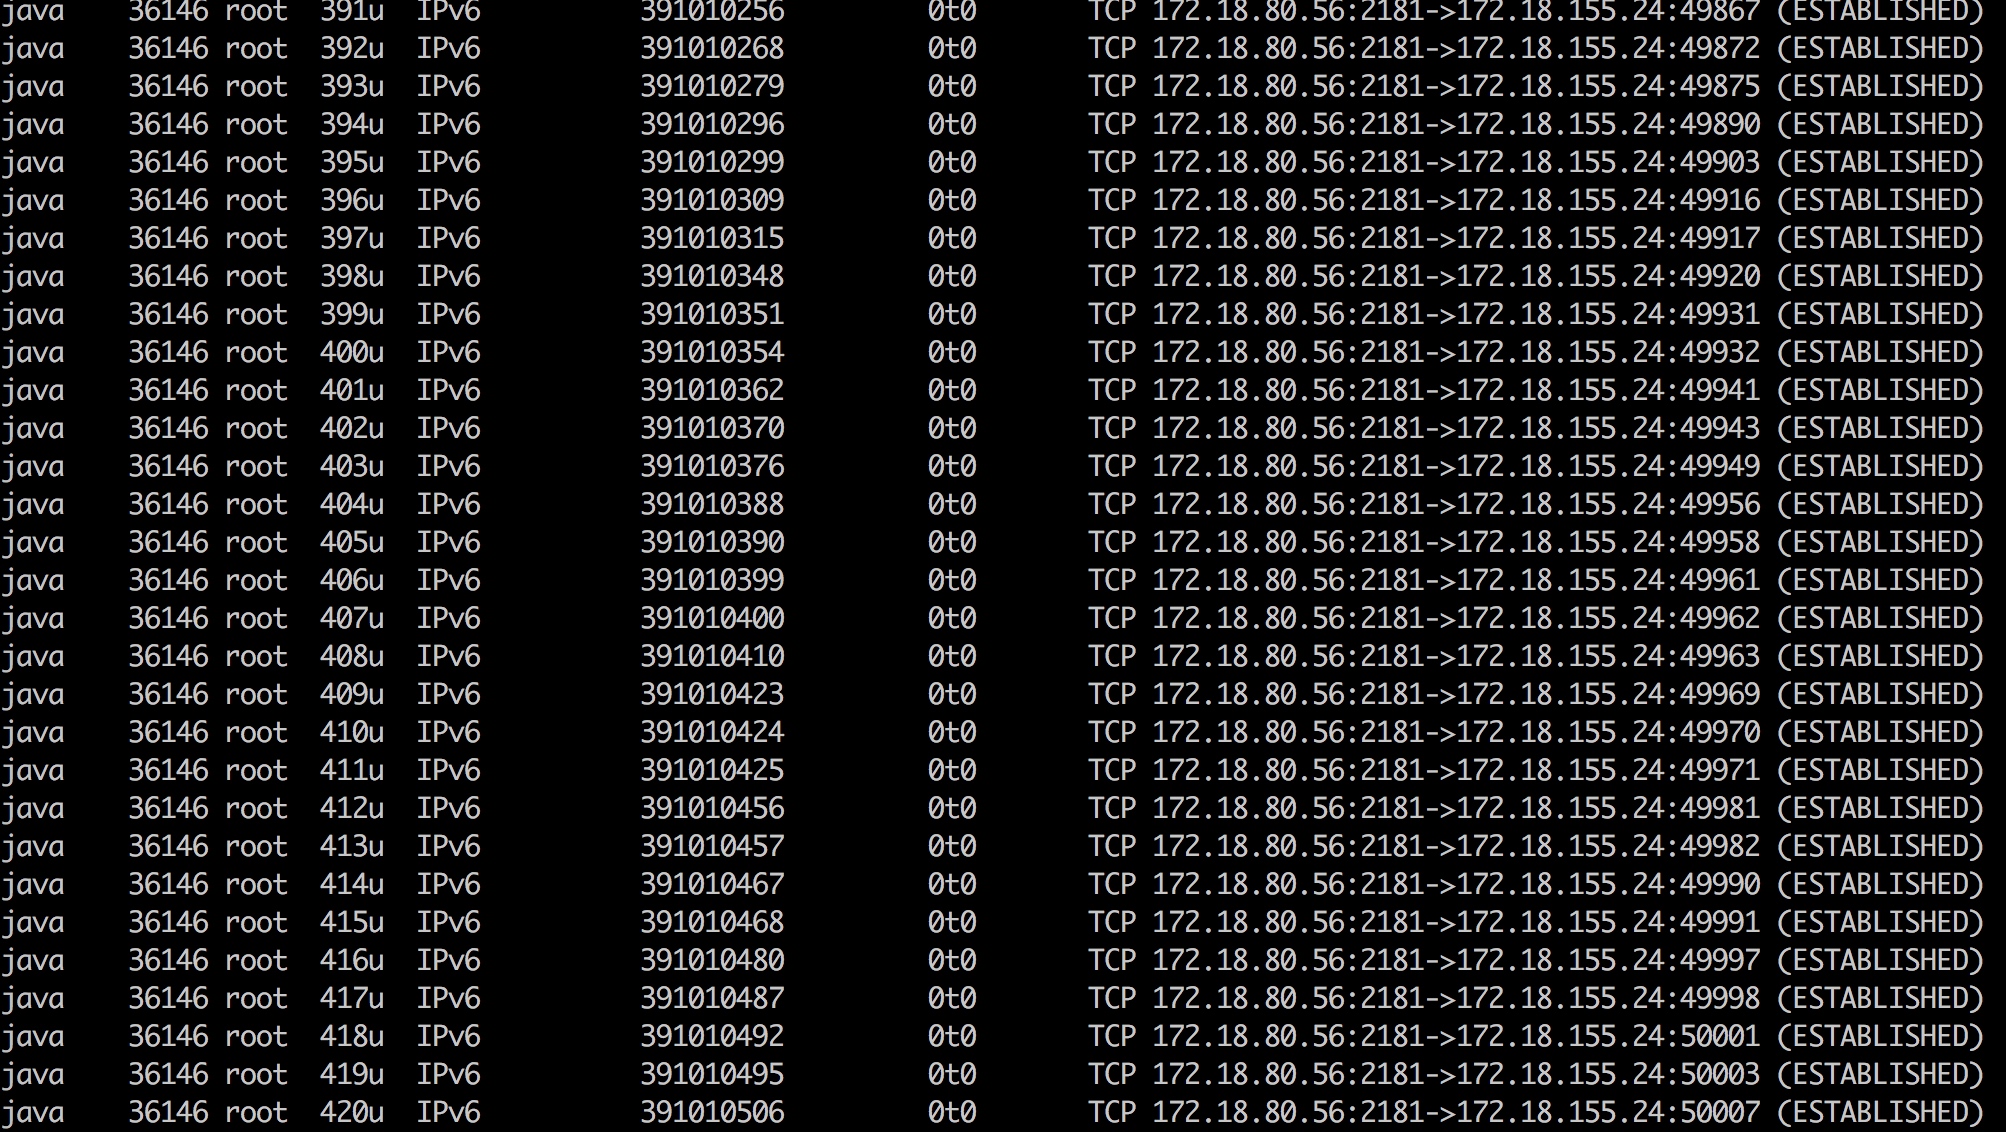 java 36146 root 391u IPv6 391010256 0t0 TCP 172.18.80.56:2181->172.18.155.24:49867 (ESTABLISHED)
java 36146 root 392u IPv6 391010268 0t0 TCP 172.18.80.56:2181->172.18.155.24:49872 (ESTABLISHED)
java 36146 root 393u IPv6 391010279 0t0 TCP 172.18.80.56:2181->172.18.155.24:49875 (ESTABLISHED)
java 36146 root 394u IPv6 391010296 0t0 TCP 172.18.80.56:2181->172.18.155.24:49890 (ESTABLISHED)
java 36146 root 395u IPv6 391010299 0t0 TCP 172.18.80.56:2181->172.18.155.24:49903 (ESTABLISHED)
java 36146 root 396u IPv6 391010309 0t0 TCP 172.18.80.56:2181->172.18.155.24:49916 (ESTABLISHED)
java 36146 root 397u IPv6 391010315 0t0 TCP 172.18.80.56:2181->172.18.155.24:49917 (ESTABLISHED)
java 36146 root 398u IPv6 391010348 0t0 TCP 172.18.80.56:2181->172.18.155.24:49920 (ESTABLISHED)
java 36146 root 399u IPv6 391010351 0t0 TCP 172.18.80.56:2181->172.18.155.24:49931 (ESTABLISHED)
java 36146 root 400u IPv6 391010354 0t0 TCP 172.18.80.56:2181->172.18.155.24:49932 (ESTABLISHED)
java 36146 root 401u IPv6 391010362 0t0 TCP 172.18.80.56:2181->172.18.155.24:49941 (ESTABLISHED)
java 36146 root 402u IPv6 391010370 0t0 TCP 172.18.80.56:2181->172.18.155.24:49943 (ESTABLISHED)
java 36146 root 403u IPv6 391010376 0t0 TCP 172.18.80.56:2181->172.18.155.24:49949 (ESTABLISHED)
java 36146 root 404u IPv6 391010388 0t0 TCP 172.18.80.56:2181->172.18.155.24:49956 (ESTABLISHED)
java 36146 root 405u IPv6 391010390 0t0 TCP 172.18.80.56:2181->172.18.155.24:49958 (ESTABLISHED)
java 36146 root 406u IPv6 391010399 0t0 TCP 172.18.80.56:2181->172.18.155.24:49961 (ESTABLISHED)
java 36146 root 407u IPv6 391010400 0t0 TCP 172.18.80.56:2181->172.18.155.24:49962 (ESTABLISHED)
java 36146 root 408u IPv6 391010410 0t0 TCP 172.18.80.56:2181->172.18.155.24:49963 (ESTABLISHED)
java 36146 root 409u IPv6 391010423 0t0 TCP 172.18.80.56:2181->172.18.155.24:49969 (ESTABLISHED)
java 36146 root 410u IPv6 391010424 0t0 TCP 172.18.80.56:2181->172.18.155.24:49970 (ESTABLISHED)
java 36146 root 411u IPv6 391010425 0t0 TCP 172.18.80.56:2181->172.18.155.24:49971 (ESTABLISHED)
java 36146 root 412u IPv6 391010456 0t0 TCP 172.18.80.56:2181->172.18.155.24:49981 (ESTABLISHED)
java 36146 root 413u IPv6 391010457 0t0 TCP 172.18.80.56:2181->172.18.155.24:49982 (ESTABLISHED)
java 36146 root 414u IPv6 391010467 0t0 TCP 172.18.80.56:2181->172.18.155.24:49990 (ESTABLISHED)
java 36146 root 415u IPv6 391010468 0t0 TCP 172.18.80.56:2181->172.18.155.24:49991 (ESTABLISHED)
java 36146 root 416u IPv6 391010480 0t0 TCP 172.18.80.56:2181->172.18.155.24:49997 (ESTABLISHED)
java 36146 root 417u IPv6 391010487 0t0 TCP 172.18.80.56:2181->172.18.155.24:49998 (ESTABLISHED)
java 36146 root 418u IPv6 391010492 0t0 TCP 172.18.80.56:2181->172.18.155.24:50001 (ESTABLISHED)
java 36146 root 419u IPv6 391010495 0t0 TCP 172.18.80.56:2181->172.18.155.24:50003 (ESTABLISHED)
java 36146 root 420u IPv6 391010506 0t0 TCP 172.18.80.56:2181->172.18.155.24:50007 (ESTABLISHED)